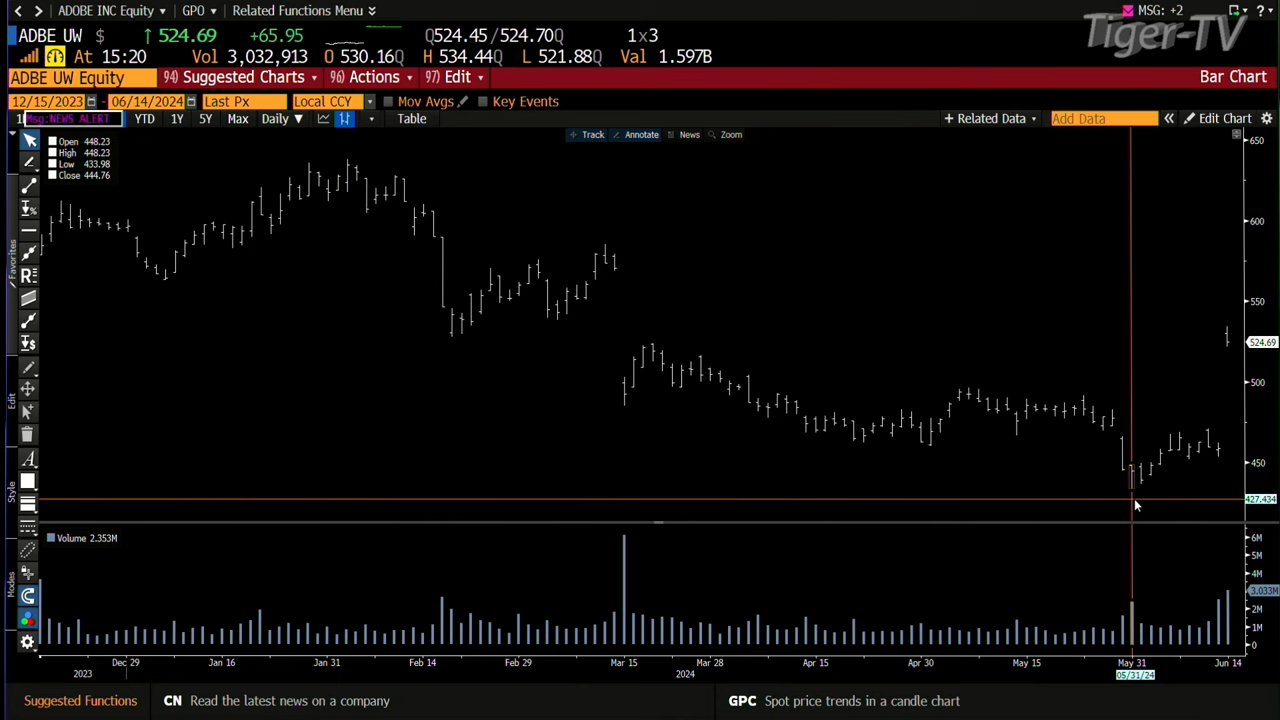 ADBE INC Equity GPO Related Functions Menu MSG: +2 ?
Tiger-TV
ADBE UW $ ↑ 524.69 +65.95 Q524.45/524.70Q 1x3
At 15:20 Vol 3,032,913 O 530.16Q H 534.44Q L 521.88Q Val 1.597B
ADBE UW Equity 94) Suggested Charts 96) Actions 97) Edit Bar Chart
12/15/2023 - 06/14/2024 Last Px Local CCY Mov Avgs Key Events
Msg:NEWS ALERT YTD 1Y 5Y Max Daily ▼ Table + Related Data Add Data « Edit Chart
Track Annotate News Zoom
Open 448.23
High 448.23
Low 433.98
Close 444.76
650
600
550
524.69
500
450
427.434
Favorites
Edit
Style
Modes
Volume 2.353M
6M
5M
4M
3.033M
2M
1M
0
Dec 29 Jan 16 Jan 31 Feb 14 Feb 29 Mar 15 Mar 28 Apr 15 Apr 30 May 15 May 31 Jun 14
2023 2024 05/31/24
Suggested Functions CN Read the latest news on a company GPC Spot price trends in a candle chart